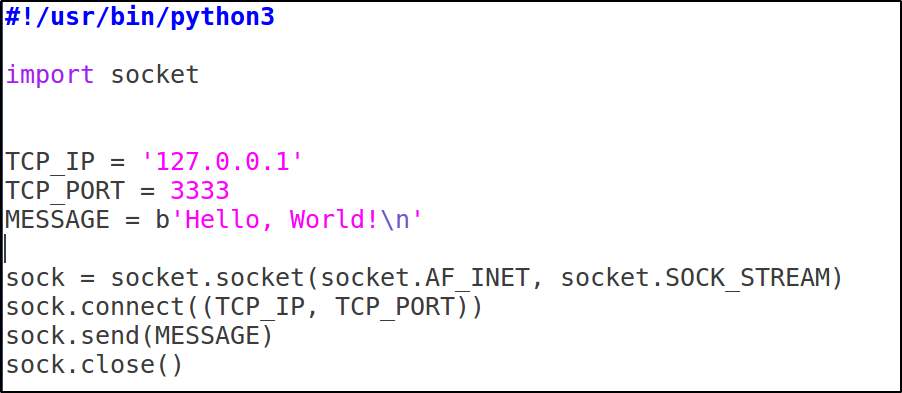 #!/usr/bin/python3
import socket
TCP_IP = '127.0.0.1'
TCP_PORT = 3333
MESSAGE = b'Hello, World!\n'
sock = socket.socket(socket.AF_INET, socket.SOCK_STREAM)
sock.connect((TCP_IP, TCP_PORT))
sock.send(MESSAGE)
sock.close()